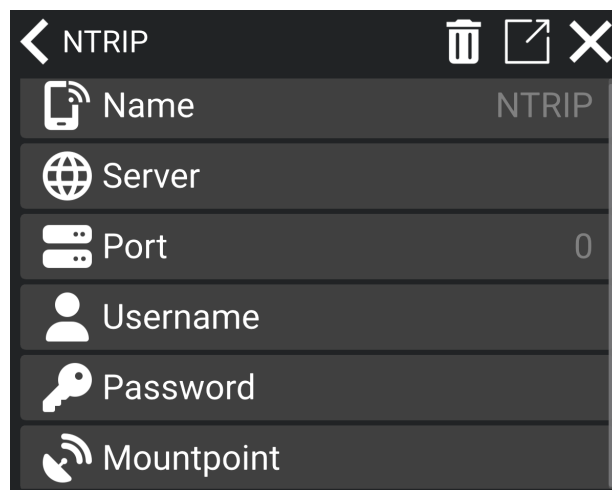 NTRIP
Name NTRIP
Server
Port 0
Username
Password
Mountpoint